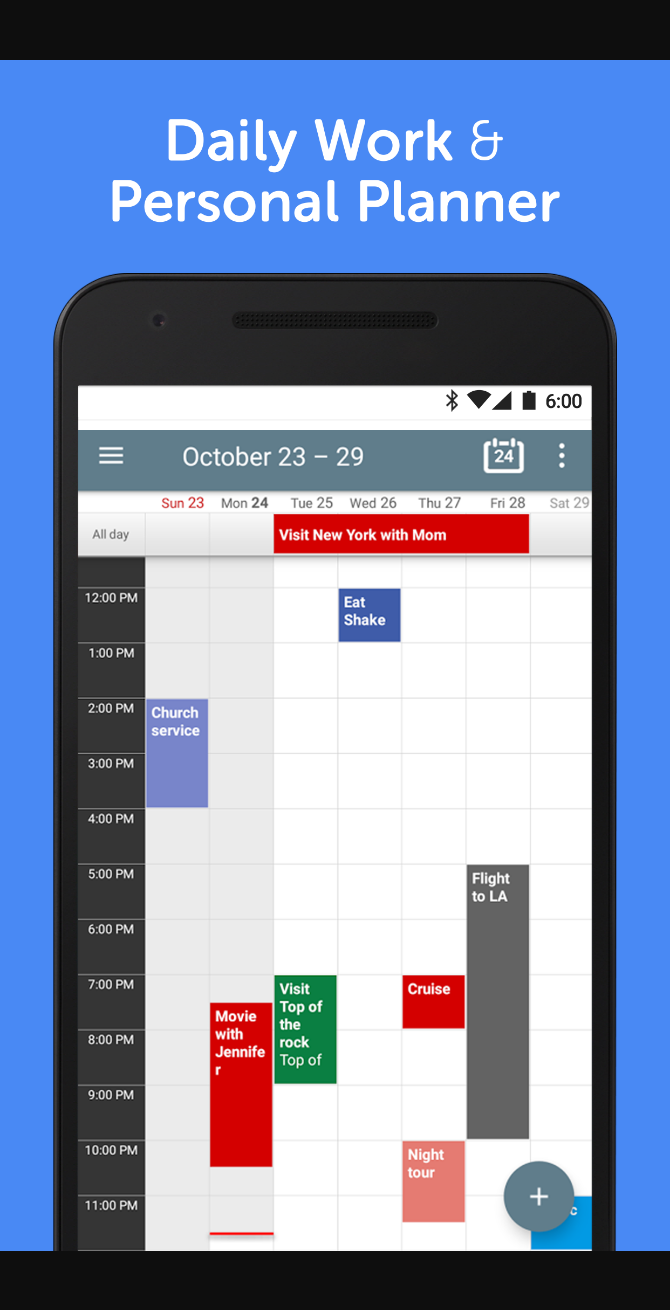 Daily Work &
Personal Planner
6:00
October 23 – 29
24
Sun 23 Mon 24 Tue 25 Wed 26 Thu 27 Fri 28 Sat 29
All day
Visit New York with Mom
12:00 PM
Eat
Shake
1:00 PM
2:00 PM
Church
service
3:00 PM
4:00 PM
5:00 PM
Flight
to LA
6:00 PM
7:00 PM
Visit
Top of
the
rock
Top of
Cruise
Movie
with
Jennife
r
8:00 PM
9:00 PM
10:00 PM
Night
tour
11:00 PM
+